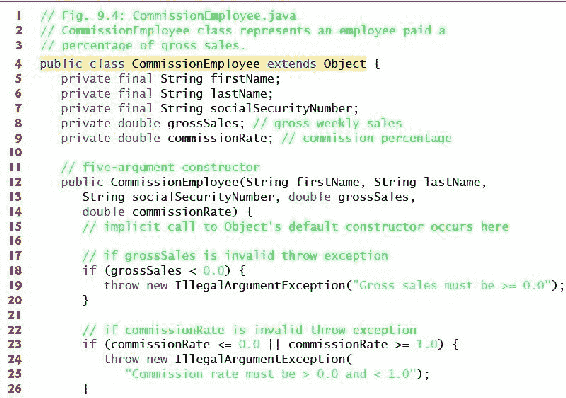 1 // Fig. 9.4: CommissionEmployee.java
2 // CommissionEmployee class represents an employee paid a
3 // percentage of gross sales.
4 public class CommissionEmployee extends Object {
5 private final String firstName;
6 private final String lastName;
7 private final String socialSecurityNumber;
8 private double grossSales; // gross weekly sales
9 private double commissionRate; // commission percentage
10
11 // five-argument constructor
12 public CommissionEmployee(String firstName, String lastName,
13 String socialSecurityNumber, double grossSales,
14 double commissionRate) {
15 // implicit call to Object's default constructor occurs here
16
17 // if grossSales is invalid throw exception
18 if (grossSales < 0.0) {
19 throw new IllegalArgumentException("Gross sales must be >= 0.0");
20 }
21
22 // if commissionRate is invalid throw exception
23 if (commissionRate <= 0.0 || commissionRate >= 1.0) {
24 throw new IllegalArgumentException(
25 "Commission rate must be > 0.0 and < 1.0");
26 }